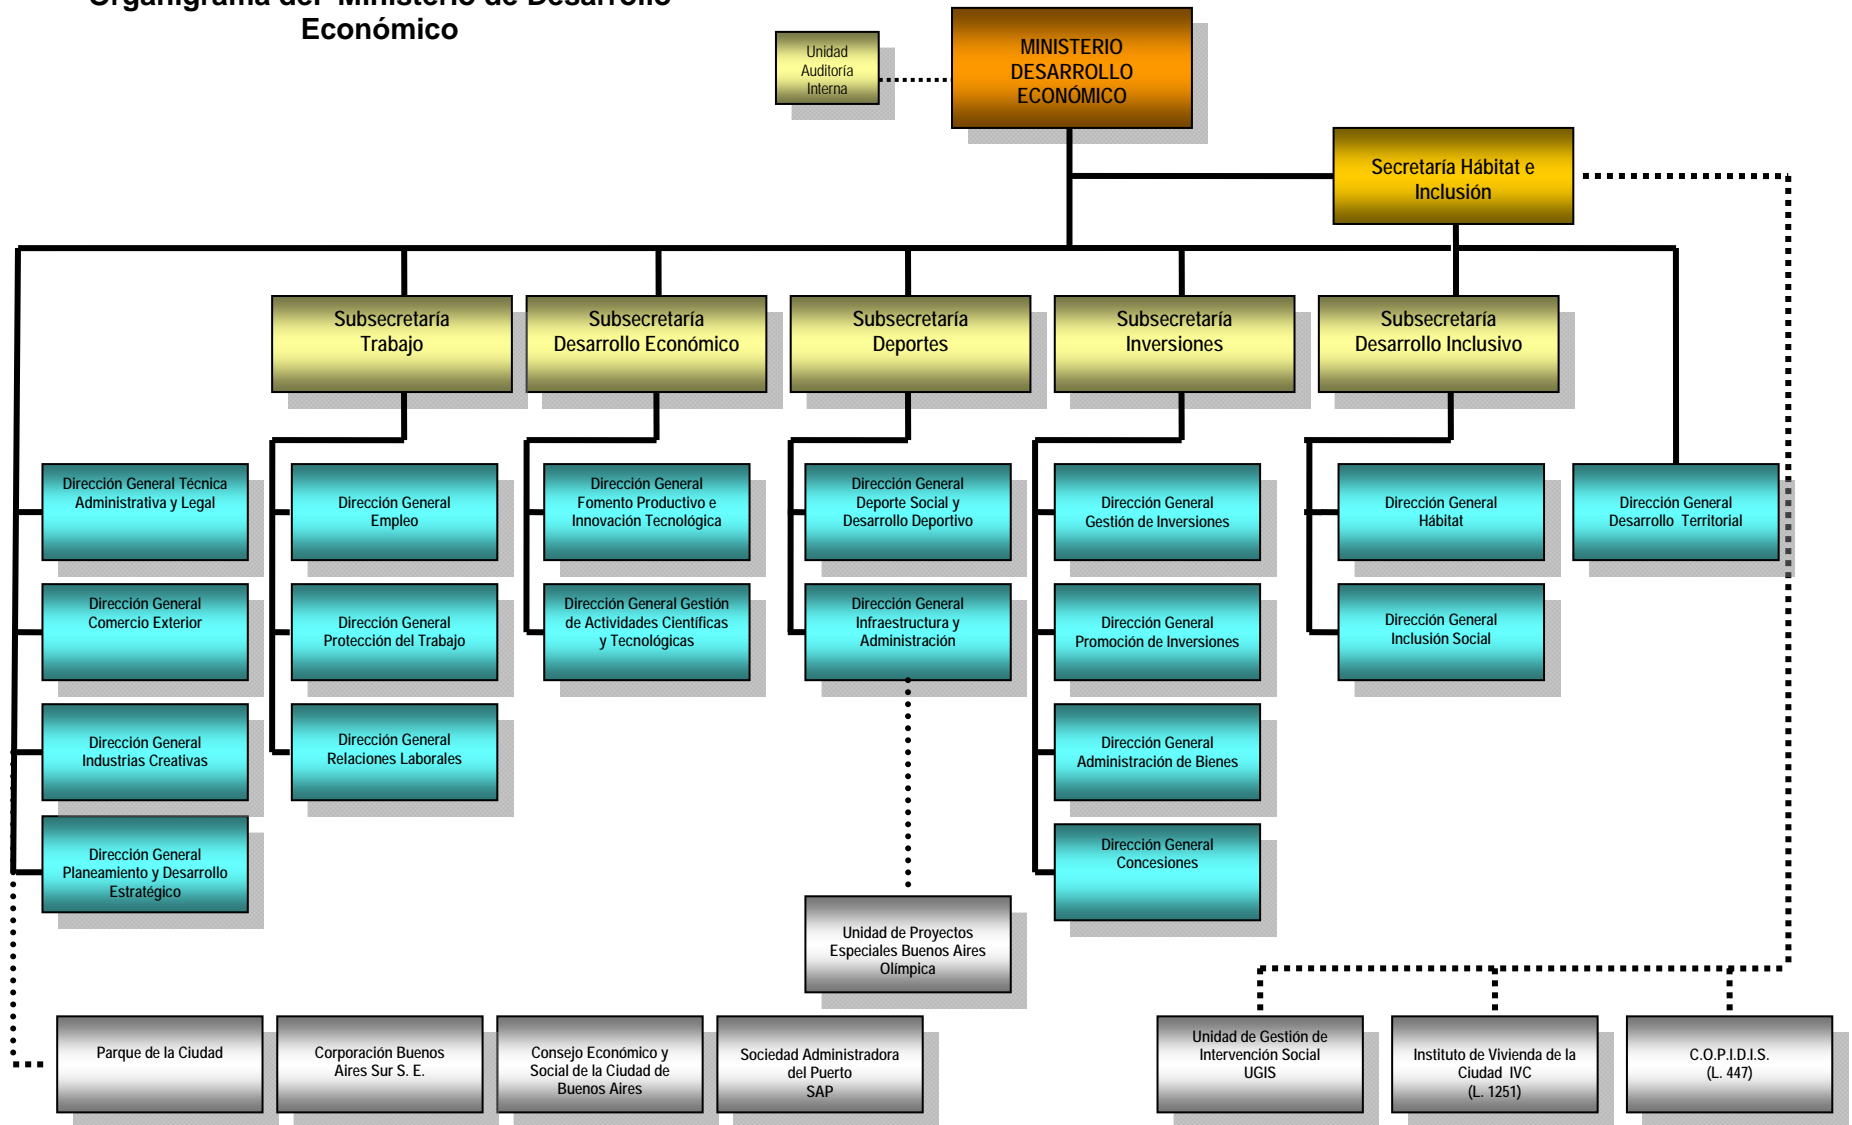 Organigrama del Ministerio de Desarrollo
Económico
Unidad
Auditoría
Interna
MINISTERIO
DESARROLLO
ECONÓMICO
Secretaría Hábitat e
Inclusión
Subsecretaría
Trabajo
Subsecretaría
Desarrollo Económico
Subsecretaría
Deportes
Subsecretaría
Inversiones
Subsecretaría
Desarrollo Inclusivo
Dirección General Técnica
Administrativa y Legal
Dirección General
Empleo
Dirección General
Fomento Productivo e
Innovación Tecnológica
Dirección General
Deporte Social y
Desarrollo Deportivo
Dirección General
Gestión de Inversiones
Dirección General
Hábitat
Dirección General
Desarrollo Territorial
Dirección General
Comercio Exterior
Dirección General
Protección del Trabajo
Dirección General Gestión
de Actividades Científicas
y Tecnológicas
Dirección General
Infraestructura y
Administración
Dirección General
Promoción de Inversiones
Dirección General
Inclusión Social
Dirección General
Industrias Creativas
Dirección General
Relaciones Laborales
Dirección General
Administración de Bienes
Dirección General
Planeamiento y Desarrollo
Estratégico
Dirección General
Concesiones
Unidad de Proyectos
Especiales Buenos Aires
Olímpica
Parque de la Ciudad
Corporación Buenos
Aires Sur S. E.
Consejo Económico y
Social de la Ciudad de
Buenos Aires
Sociedad Administradora
del Puerto
SAP
Unidad de Gestión de
Intervención Social
UGIS
Instituto de Vivienda de la
Ciudad IVC
(L. 1251)
C.O.P.I.D.I.S.
(L. 447)